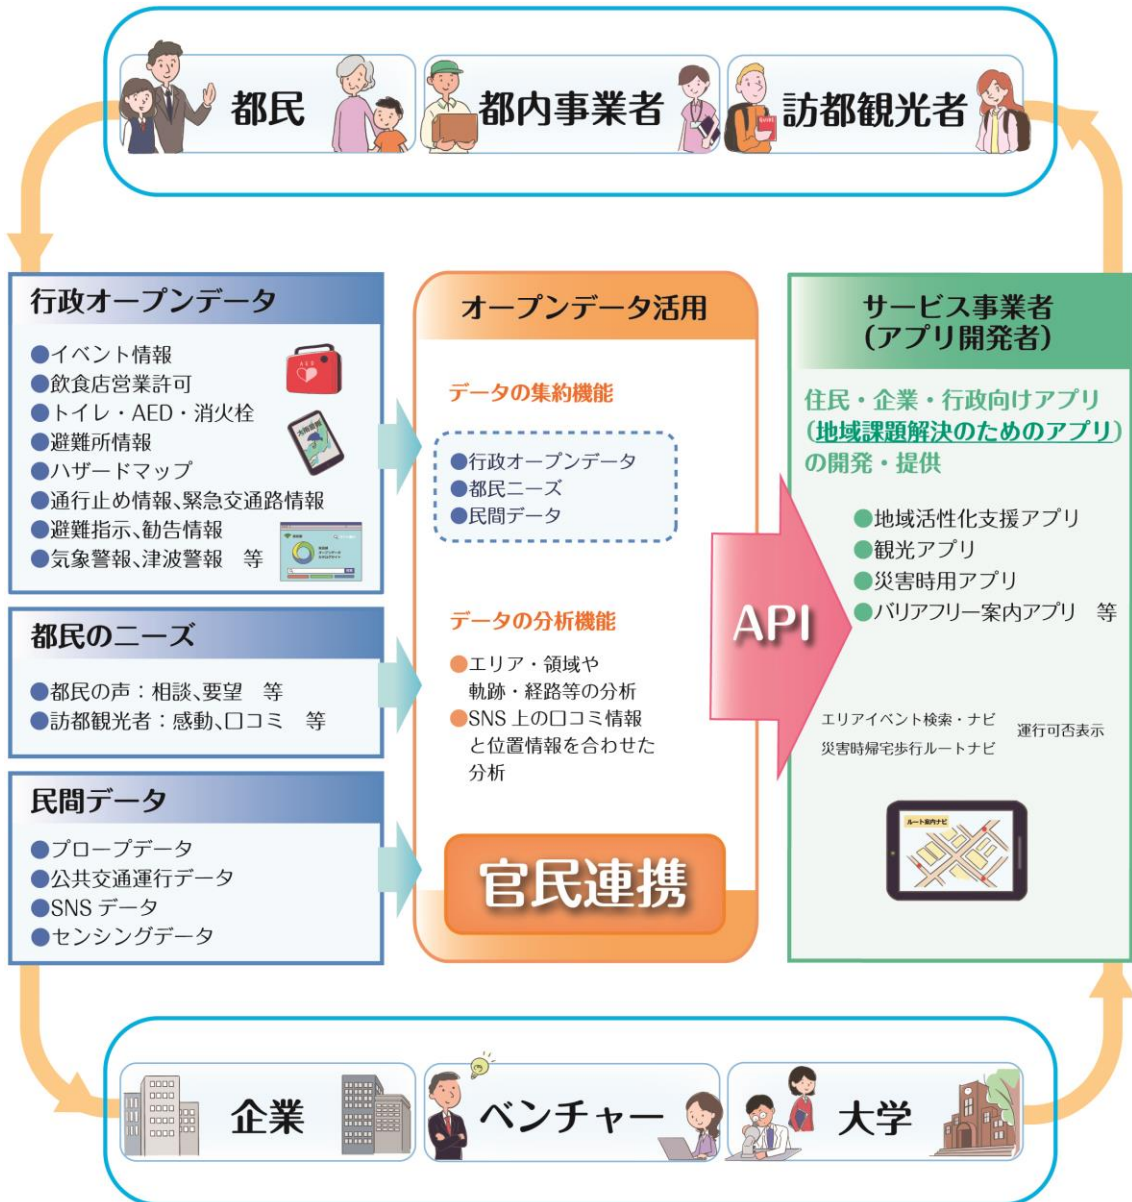 都民
都内事業者
訪都観光者
行政オープンデータ
●イベント情報
●飲食店営業許可
●トイレ・AED・消火栓
●避難所情報
●ハザードマップ
●通行止め情報、緊急交通路情報
●避難指示、勧告情報
●気象警報、津波警報　等
AED
都民のニーズ
●都民の声：相談、要望　等
●訪都観光者：感動、口コミ　等
民間データ
●プローブデータ
●公共交通運行データ
●SNS データ
●センシングデータ
オープンデータ活用
データの集約機能
●行政オープンデータ
●都民ニーズ
●民間データ
データの分析機能
●エリア・領域や
軌跡・経路等の分析
●SNS 上の口コミ情報
と位置情報を合わせた
分析
官民連携
API
サービス事業者
（アプリ開発者）
住民・企業・行政向けアプリ
（地域課題解決のためのアプリ）
の開発・提供
●地域活性化支援アプリ
●観光アプリ
●災害時用アプリ
●バリアフリー案内アプリ　等
エリアイベント検索・ナビ
災害時帰宅歩行ルートナビ
運行可否表示
ルート案内ナビ
企業
ベンチャー
大学